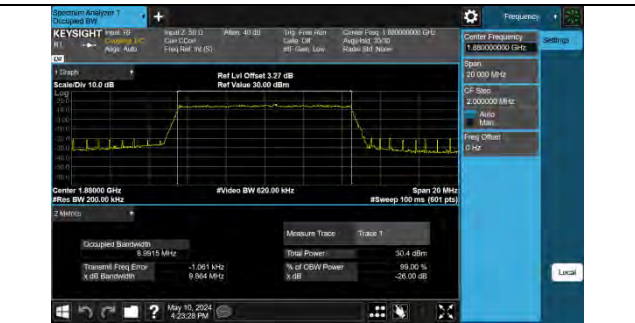 Spectrum Analyzer 1
Occupied BW
+
Frequency
KEYSIGHT Input: RF
Coupling: DC
Align: Auto
Input Z: 50 Ω
Corr CCorr
Freq Ref: Int (S)
Atten: 40 dB
Trig: Free Run
Gate: Off
#IF Gain: Low
Center Freq: 1.880000000 GHz
Avg|Hold: 30/30
Radio Std: None
Center Frequency
1.880000000 GHz
Settings
Span
20.000 MHz
CF Step
2.000000 MHz
Auto
Man
Freq Offset
0 Hz
1 Graph
Scale/Div 10.0 dB
Ref Lvl Offset 3.27 dB
Ref Value 30.00 dBm
Log
Center 1.88000 GHz
#Res BW 200.00 kHz
#Video BW 620.00 kHz
Span 20 MHz
#Sweep 100 ms (601 pts)
2 Metrics
Measure Trace
Trace 1
Occupied Bandwidth
8.9915 MHz
Total Power
30.4 dBm
Transmit Freq Error
-1.061 kHz
% of OBW Power
99.00 %
x dB Bandwidth
9.864 MHz
x dB
-26.00 dB
Local
?
May 10, 2024
4:23:28 PM